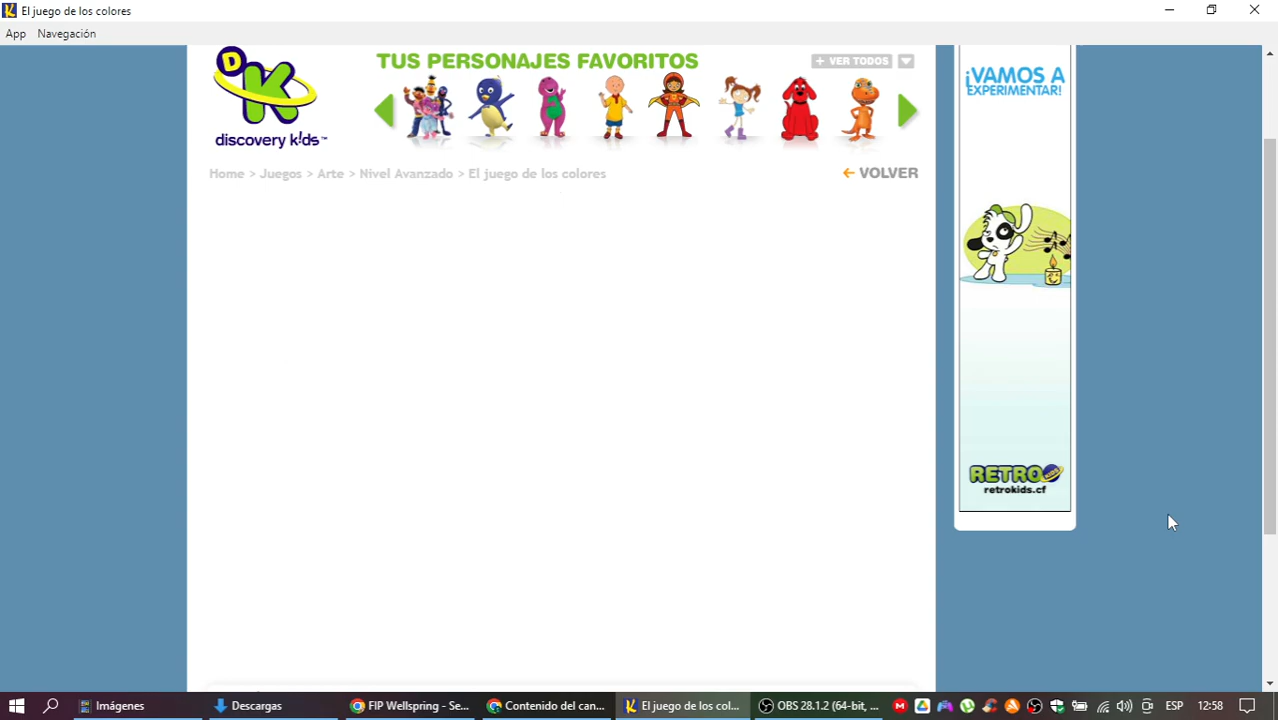 El juego de los colores
App Navegación
D
K
discovery k!ds™
TUS PERSONAJES FAVORITOS
+ VER TODOS
Home > Juegos > Arte > Nivel Avanzado > El juego de los colores
VOLVER
¡VAMOS A
EXPERIMENTAR!
RETRO
retrokids.cf
Imágenes
Descargas
FIP Wellspring - Se...
Contenido del can...
El juego de los col...
OBS 28.1.2 (64-bit, ...
ESP
12:58